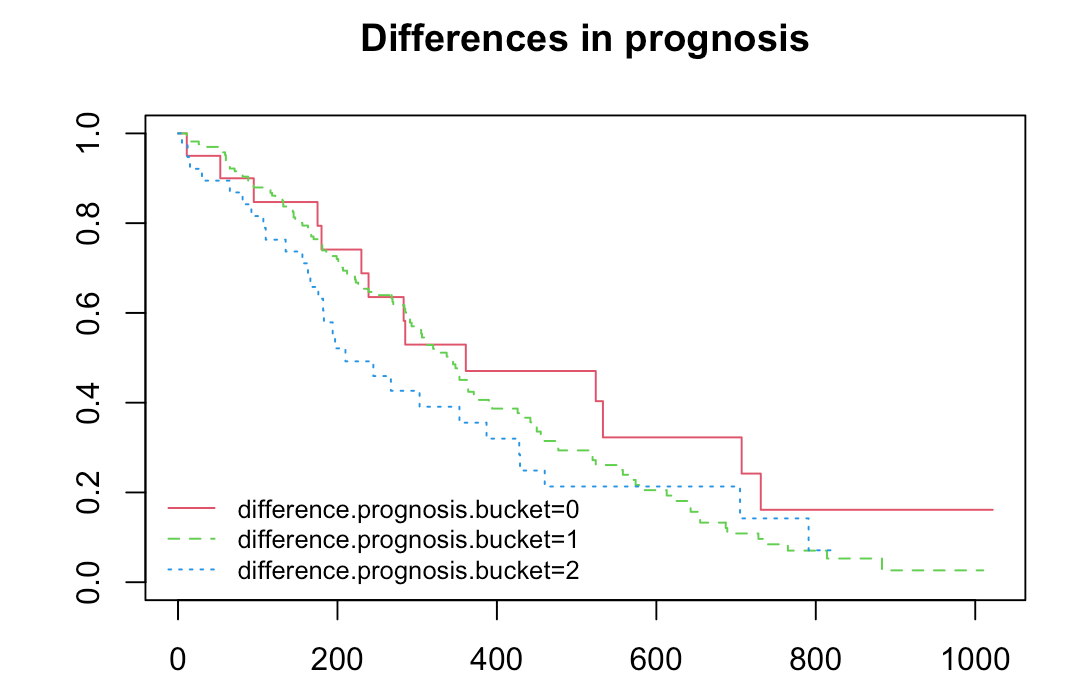 Differences in prognosis
1.0
0.8
0.6
0.4
0.2
0.0
difference.prognosis.bucket=0
difference.prognosis.bucket=1
difference.prognosis.bucket=2
0 200 400 600 800 1000